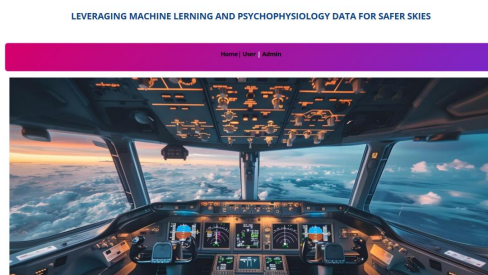 LEVERAGING MACHINE LERNING AND PSYCHOPHYSIOLOGY DATA FOR SAFER SKIES
Home| User | Admin